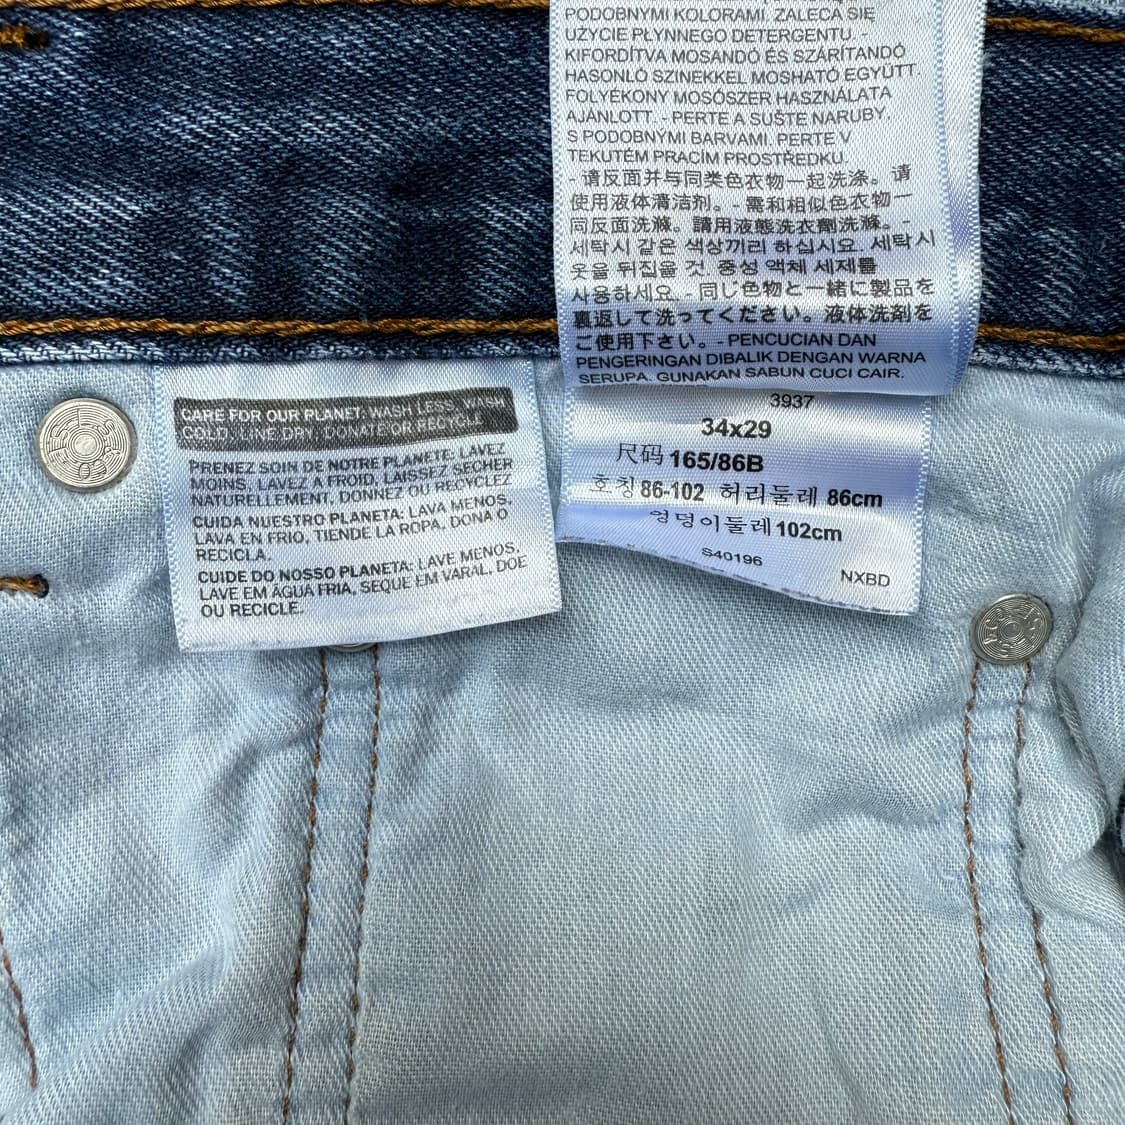 PODOBNYMI KOLORAMI. ZALECA SIĘ
UŻYCIE PŁYNNEGO DETERGENTU. -
KIFORDÍTVA MOSANDÓ ÉS SZÁRÍTANDÓ
HASONLÓ SZINEKKEL MOSHATÓ EGYÜTT.
FOLYÉKONY MOSÓSZER HASZNÁLATA
AJÁNLOTT. - PERTE A SUŠTE NARUBY.
S PODOBNÝMI BARVAMI. PERTE V
TEKUTÉM PRACÍM PROSTŘEDKU.
- 请反面并与同类色衣物一起洗涤。请
使用液体清洁剂。- 需和相似色衣物一
同反面洗滌。請用液態洗衣劑洗滌。 -
세탁시 같은 색상끼리 하십시요. 세탁시
옷을 뒤집을 것. 중성 액체 세제를
사용하세요. - 同じ色物と一緒に製品を
裏返して洗ってください。液体洗剤を
ご使用下さい。- PENCUCIAN DAN
PENGERINGAN DIBALIK DENGAN WARNA
SERUPA. GUNAKAN SABUN CUCI CAIR.
3937
34x29
尺码 165/86B
호칭 86-102 허리둘레 86cm
엉덩이둘레 102cm
S40196
NXBD
CARE FOR OUR PLANET: WASH LESS, WASH
COLD, LINE DRY, DONATE OR RECYCLE
PRENEZ SOIN DE NOTRE PLANETE: LAVEZ
MOINS, LAVEZ A FROID, LAISSEZ SECHER
NATURELLEMENT, DONNEZ OU RECYCLEZ
CUIDA NUESTRO PLANETA: LAVA MENOS,
LAVA EN FRIO, TIENDE LA ROPA, DONA O
RECICLA.
CUIDE DO NOSSO PLANETA: LAVE MENOS,
LAVE EM ÁGUA FRIA, SEQUE EM VARAL, DOE
OU RECICLE.